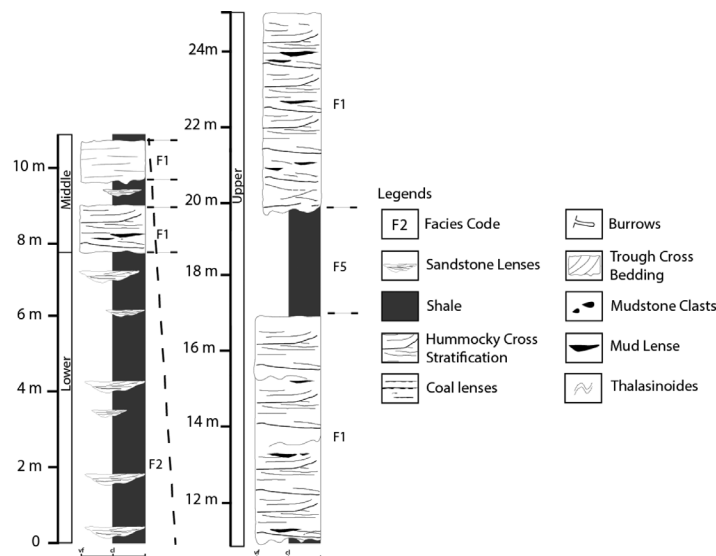 10 m
8 m
6 m
4 m
2 m
0
Middle
Lower
F1
F1
F2
vf
cl
24 m
22 m
20 m
18 m
16 m
14 m
12 m
Upper
F1
F5
F1
vf
cl
Legends
F2 Facies Code
Sandstone Lenses
Shale
Hummocky Cross
Stratification
Coal lenses
Burrows
Trough Cross
Bedding
Mudstone Clasts
Mud Lense
Thalasinoides